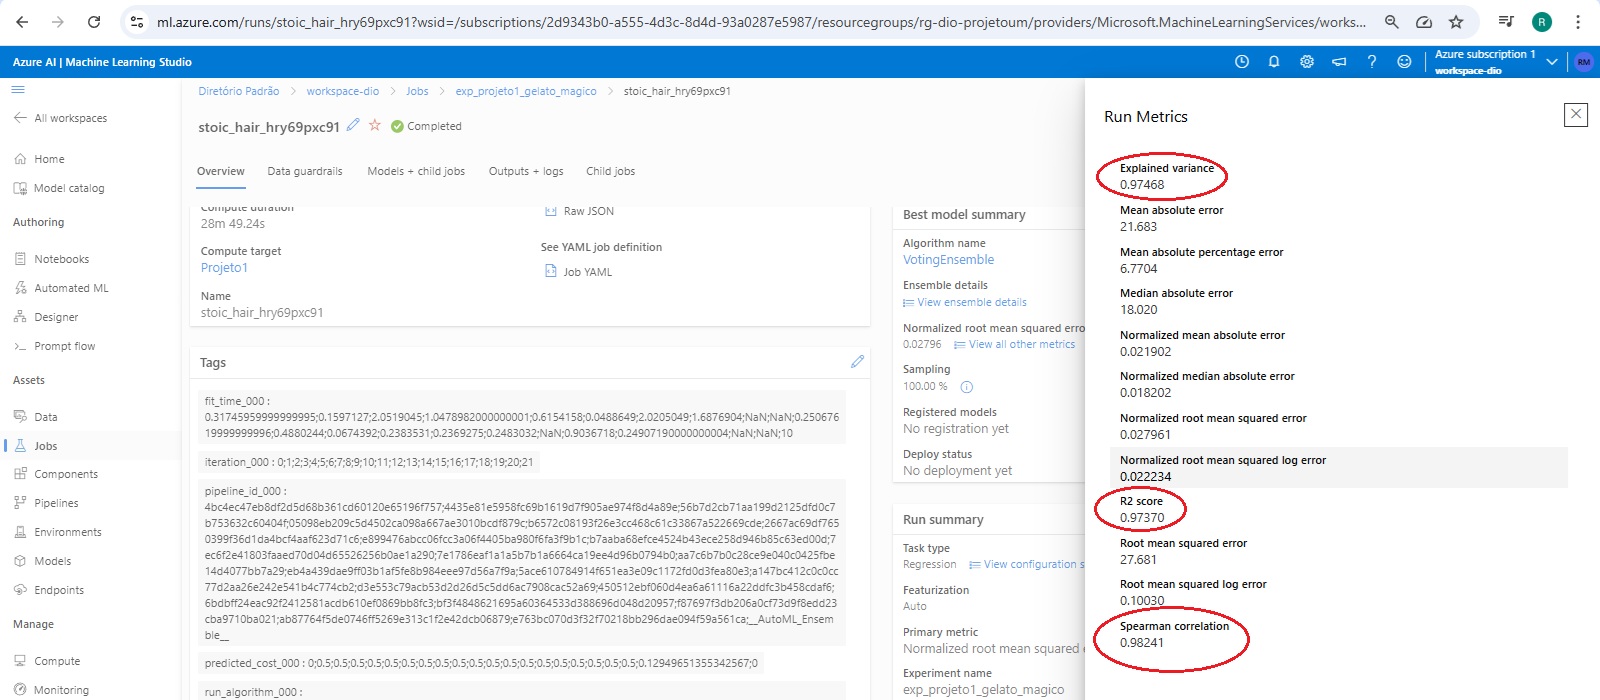 ml.azure.com/runs/stoic_hair_hry69pxc91?wsid=/subscriptions/2d9343b0-a555-4d3c-8d4d-93a0287e5987/resourcegroups/rg-dio-projetoum/providers/Microsoft.MachineLearningServices/works...
R
Azure AI | Machine Learning Studio
Azure subscription 1
workspace-dio
RM
All workspaces
Home
Model catalog
Authoring
Notebooks
Automated ML
Designer
Prompt flow
Assets
Data
Jobs
Components
Pipelines
Environments
Models
Endpoints
Manage
Compute
Monitoring
Diretório Padrão > workspace-dio > Jobs > exp_projeto1_gelato_magico > stoic_hair_hry69pxc91
stoic_hair_hry69pxc91 Completed
Overview Data guardrails Models + child jobs Outputs + logs Child jobs
Compute duration
28m 49.24s
Compute target
Projeto1
Name
stoic_hair_hry69pxc91
Raw JSON
See YAML job definition
Job YAML
Tags
fit_time_000 :
0.31745959999999995;0.1597127;2.0519045;1.0478982000000001;0.6154158;0.0488649;2.0205049;1.6876904;NaN;NaN;0.250676
19999999996;0.4880244;0.0674392;0.2383531;0.2369275;0.2483032;NaN;0.9036718;0.24907190000000004;NaN;NaN;10
iteration_000 : 0;1;2;3;4;5;6;7;8;9;10;11;12;13;14;15;16;17;18;19;20;21
pipeline_id_000 :
4bc4ec47eb8df2d5d68b361cd60120e65196f757;4435e81e5958fc69b1619d7f905ae974f8d4a89e;56b7d2cb71aa199d2125dfd0c7
b753632c60404f;05098eb209c5d4502ca098a667ae3010bcdf879c;b6572c08193f26e3cc468c61c33867a522669cde;2667ac69df765
0399f36d1da4bcf4aaf623d71c6;e899476abcc06fcc3a06f4405ba980f6fa3f9b1c;b7aaba68efce4524b43ece258d946b85c63ed00d;7
ec6f2e41803faaed70d04d65526256b0ae1a290;7e1786eaf1a1a5b7b1a6664ca19ee4d96b0794b0;aa7c6b7b0c28ce9e040c0425fbe
14d4077bb7a29;eb4a439dae9ff03b1af5fe8b984eee97d56a7f9a;5ace610784914f651ea3e09c1172fd0d3fea80e3;a147bc412c0c0cc
77d2aa26e242e541b4c774cb2;d3e553c79acb53d2d26d5c5dd6ac7908cac52a69;450512ebf060d4ea6a61116a22ddfc3b458cdaf6;
6bdbff24eac92f2412581acdb610ef0869bb8fc3;bf3f4848621695a60364533d388696d048d20957;f87697f3db206a0cf73d9f8edd23
cba9710ba021;ab87764f5de0746ff5269e313c1f2e42dcb06879;e763bc070d3f32f70218bb296dae094f59a561ca;__AutoML_Ensem
ble__
predicted_cost_000 : 0;0.5;0.5;0.5;0.5;0.5;0.5;0.5;0.5;0.5;0.5;0.5;0.5;0.5;0.5;0.5;0.5;0.5;0.5;0.5;0.12949651355342567;0
run_algorithm_000 :
Best model summary
Algorithm name
VotingEnsemble
Ensemble details
View ensemble details
Normalized root mean squared erro
0.02796 View all other metrics
Sampling
100.00 %
Registered models
No registration yet
Deploy status
No deployment yet
Run summary
Task type
Regression View configuration s
Featurization
Auto
Primary metric
Normalized root mean squared e
Experiment name
exp_projeto1_gelato_magico
Run Metrics
Explained variance
0.97468
Mean absolute error
21.683
Mean absolute percentage error
6.7704
Median absolute error
18.020
Normalized mean absolute error
0.021902
Normalized median absolute error
0.018202
Normalized root mean squared error
0.027961
Normalized root mean squared log error
0.022234
R2 score
0.97370
Root mean squared error
27.681
Root mean squared log error
0.10030
Spearman correlation
0.98241